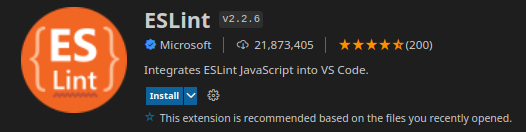 ES
Lint
ESLint v2.2.6
Microsoft 21,873,405 (200)
Integrates ESLint JavaScript into VS Code.
Install
This extension is recommended based on the files you recently opened.